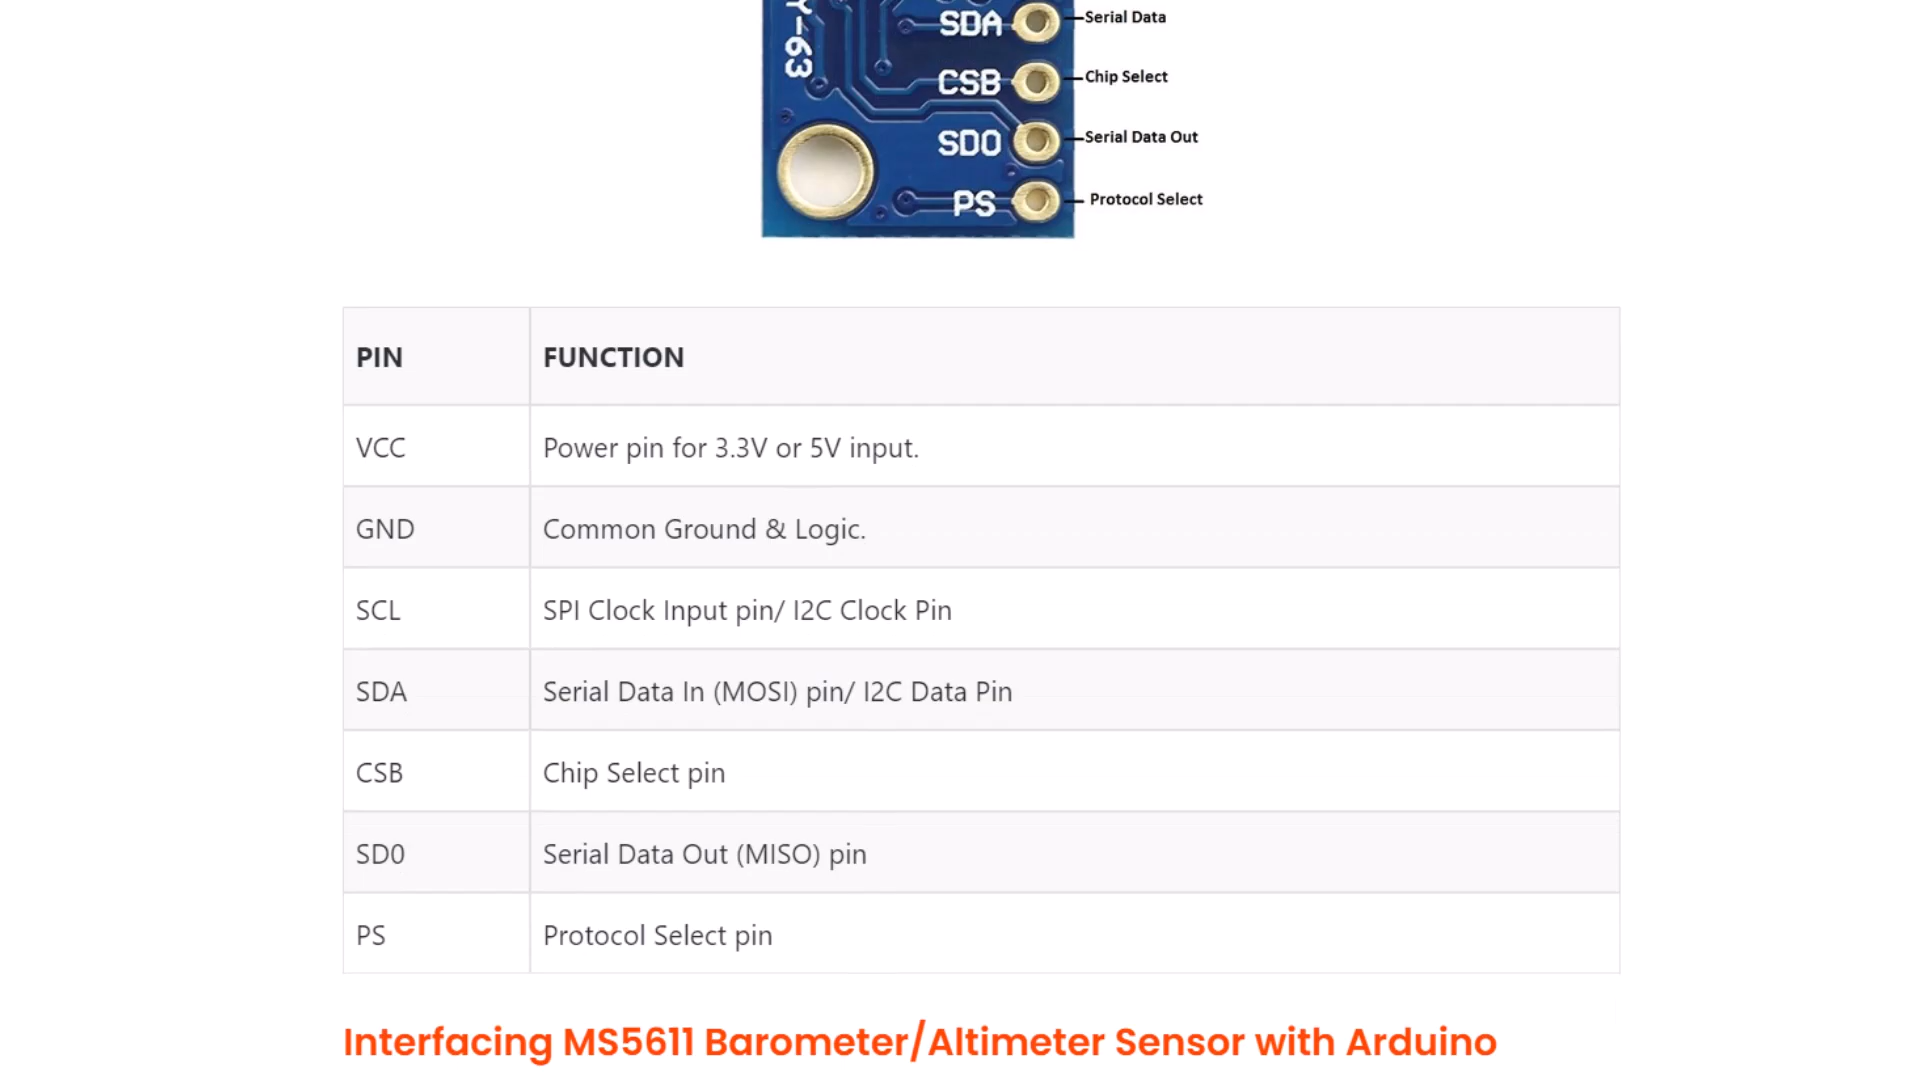 Y-63
SDA Serial Data
CSB Chip Select
SDO Serial Data Out
PS Protocol Select
PIN FUNCTION
VCC Power pin for 3.3V or 5V input.
GND Common Ground & Logic.
SCL SPI Clock Input pin/ I2C Clock Pin
SDA Serial Data In (MOSI) pin/ I2C Data Pin
CSB Chip Select pin
SD0 Serial Data Out (MISO) pin
PS Protocol Select pin
Interfacing MS5611 Barometer/Altimeter Sensor with Arduino